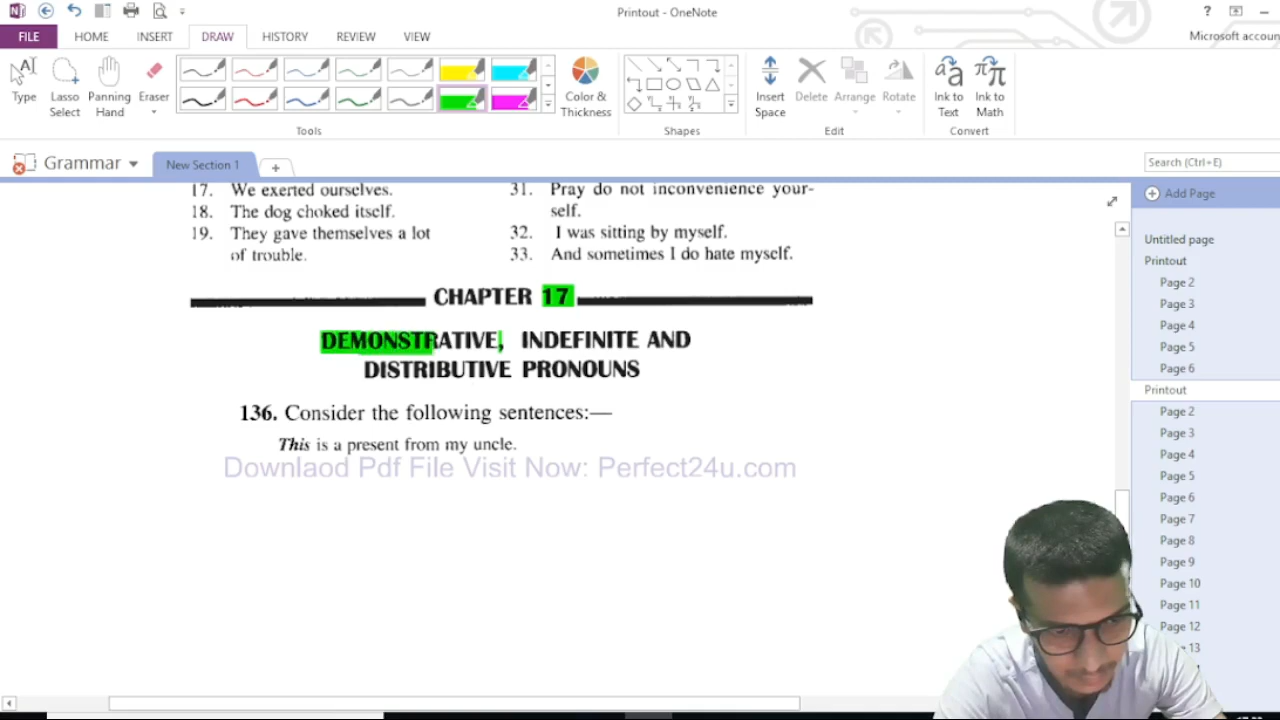 Printout - OneNote
?
FILE HOME INSERT DRAW HISTORY REVIEW VIEW
Microsoft accoun
Type Lasso Select Panning Hand Eraser
Color & Thickness
Insert Space Delete Arrange Rotate
Ink to Text Ink to Math
Tools Shapes Edit Convert
Grammar New Section 1 +
Search (Ctrl+E)
17. We exerted ourselves.
18. The dog choked itself.
19. They gave themselves a lot
of trouble.
31. Pray do not inconvenience your-
self.
32. I was sitting by myself.
33. And sometimes I do hate myself.
CHAPTER 17
DEMONSTRATIVE, INDEFINITE AND
DISTRIBUTIVE PRONOUNS
136. Consider the following sentences:—
This is a present from my uncle.
Downlaod Pdf File Visit Now: Perfect24u.com
Add Page
Untitled page
Printout
Page 2
Page 3
Page 4
Page 5
Page 6
Printout
Page 2
Page 3
Page 4
Page 5
Page 6
Page 7
Page 8
Page 9
Page 10
Page 11
Page 12
13